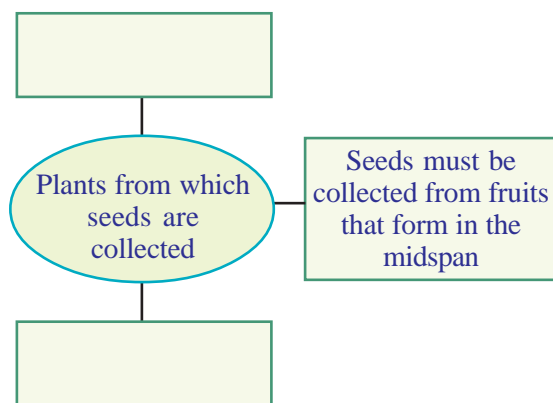 Plants from which
seeds are
collected
Seeds must be
collected from fruits
that form in the
midspan